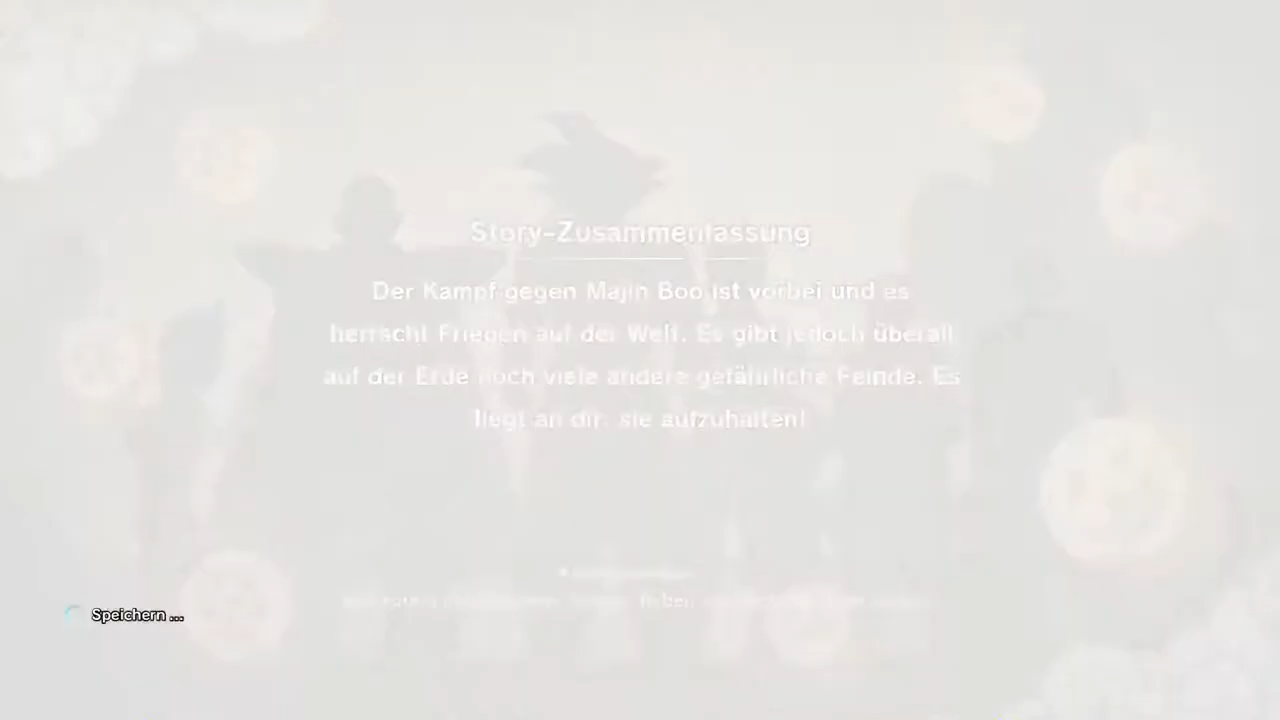 Story-Zusammenfassung
Der Kampf gegen Majin Boo ist vorbei und es
herrscht Frieden auf der Welt. Es gibt jedoch überall
auf der Erde noch viele andere gefährliche Feinde. Es
liegt an dir, sie aufzuhalten!
Speichern ...